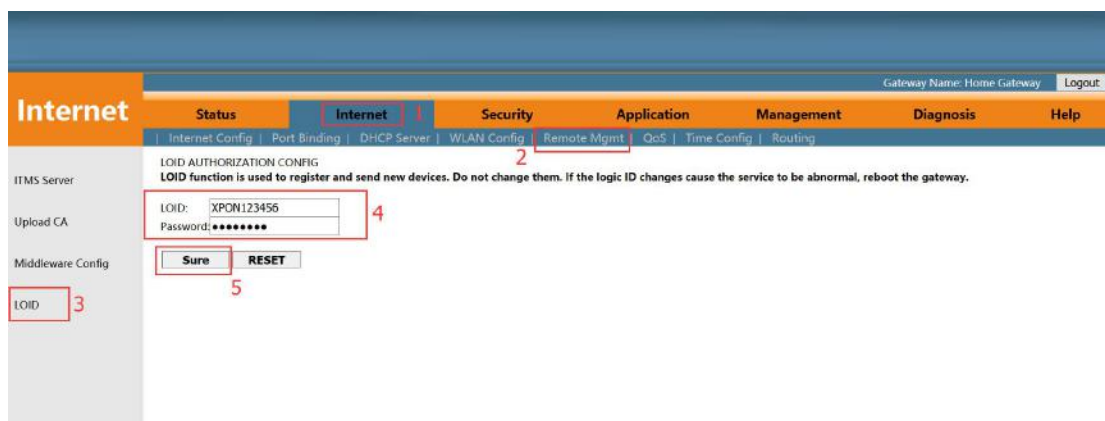 Gateway Name: Home Gateway Logout
Internet
Status Internet 1 Security Application Management Diagnosis Help
| Internet Config | Port Binding | DHCP Server | WLAN Config | Remote Mgmt | QoS | Time Config | Routing
2
LOID AUTHORIZATION CONFIG
LOID function is used to register and send new devices. Do not change them. If the logic ID changes cause the service to be abnormal, reboot the gateway.
ITMS Server
Upload CA
Middleware Config
LOID 3
LOID: XPON123456
Password: ●●●●●●●●
4
Sure RESET
5